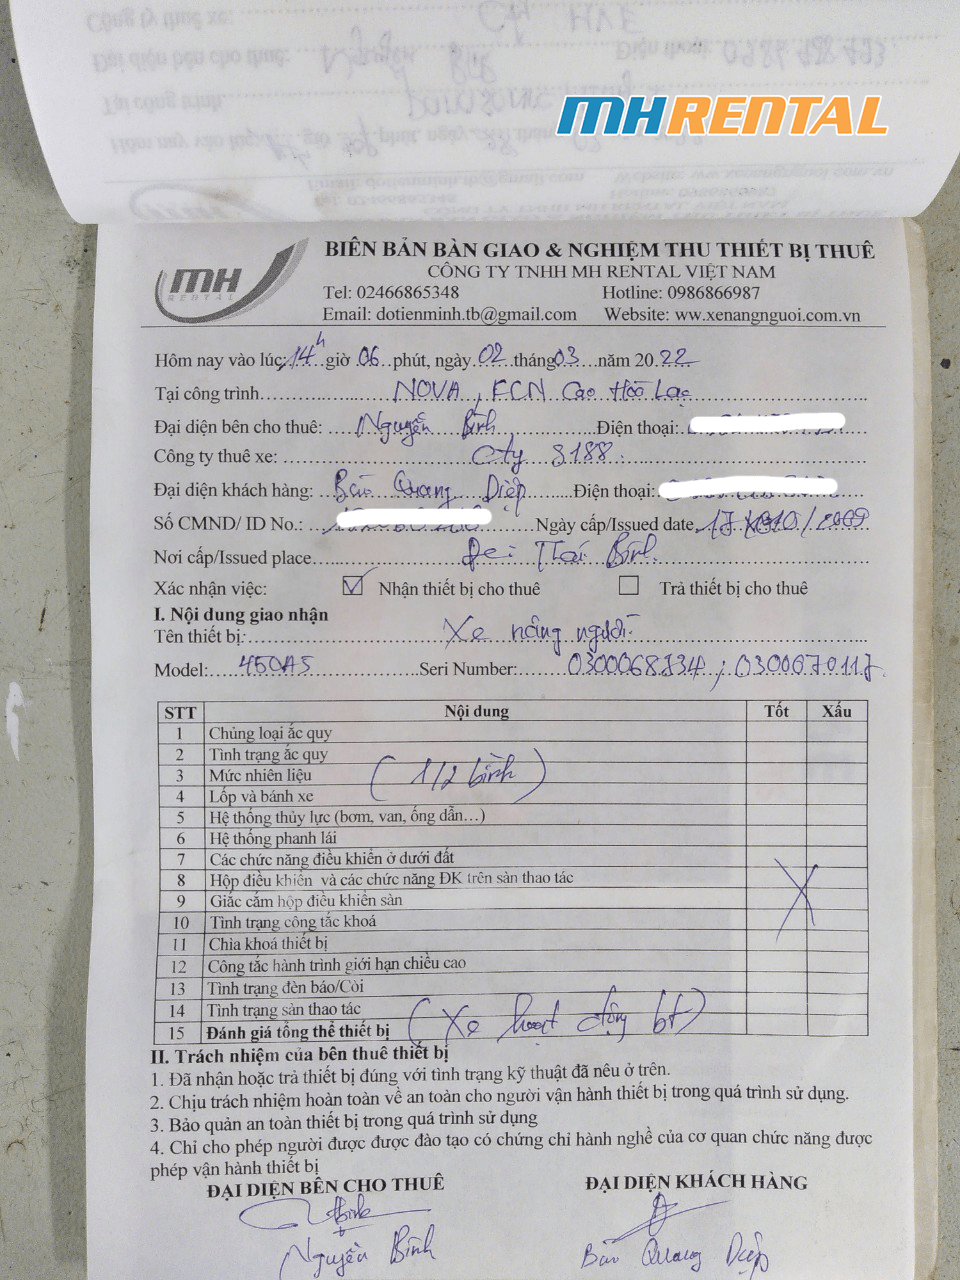 MHRENTAL
MH
RENTAL
BIÊN BẢN BÀN GIAO & NGHIỆM THU THIẾT BỊ THUÊ
CÔNG TY TNHH MH RENTAL VIỆT NAM
Tel: 02466865348 Hotline: 0986866987
Email: dotienminh.tb@gmail.com Website: ww.xenangnguoi.com.vn
Hôm nay vào lúc: 14h giờ 06 phút, ngày 02 tháng 03 năm 2022
Tại công trình NOVA, KCN Cao Hòa Lạc
Đại diện bên cho thuê: Nguyễn Bình Điện thoại:
Công ty thuê xe: Cty 3188
Đại diện khách hàng: Quang Diệp Điện thoại:
Số CMND/ ID No.: Ngày cấp/Issued date 17/10/2009
Nơi cấp/Issued place Thái Bình
Xác nhận việc: ☑ Nhận thiết bị cho thuê ☐ Trả thiết bị cho thuê
I. Nội dung giao nhận
Tên thiết bị: Xe nâng người
Model: 450AJ Seri Number: 0300068234; 0300670117
STT Nội dung Tốt Xấu
1 Chủng loại ắc quy
2 Tình trạng ắc quy
3 Mức nhiên liệu (1/2 bình)
4 Lốp và bánh xe
5 Hệ thống thủy lực (bơm, van, ống dẫn…)
6 Hệ thống phanh lái
7 Các chức năng điều khiển ở dưới đất
8 Hộp điều khiển và các chức năng ĐK trên sàn thao tác X
9 Giắc cắm hộp điều khiển sàn
10 Tình trạng công tắc khoá
11 Chìa khoá thiết bị
12 Công tắc hành trình giới hạn chiều cao
13 Tình trạng đèn báo/Còi
14 Tình trạng sàn thao tác
15 Đánh giá tổng thể thiết bị (Xe hoạt động bt)
II. Trách nhiệm của bên thuê thiết bị
1. Đã nhận hoặc trả thiết bị đúng với tình trạng kỹ thuật đã nêu ở trên.
2. Chịu trách nhiệm hoàn toàn về an toàn cho người vận hành thiết bị trong quá trình sử dụng.
3. Bảo quản an toàn thiết bị trong quá trình sử dụng
4. Chỉ cho phép người được được đào tạo có chứng chỉ hành nghề của cơ quan chức năng được
phép vận hành thiết bị
ĐẠI DIỆN BÊN CHO THUÊ ĐẠI DIỆN KHÁCH HÀNG
Nguyễn Bình Quang Diệp